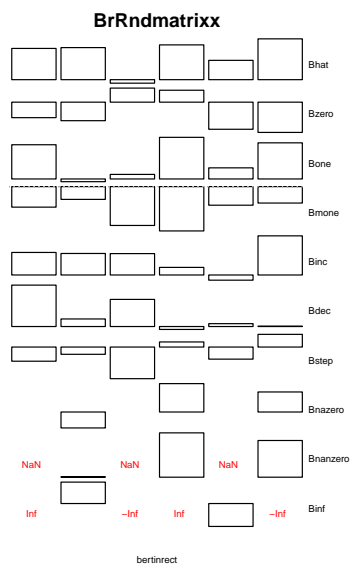 BrRndmatrixx
Bhat
Bzero
Bone
Bmone
Binc
Bdec
Bstep
Bnazero
NaN NaN NaN Bnanzero
Inf −Inf Inf −Inf Binf
bertinrect